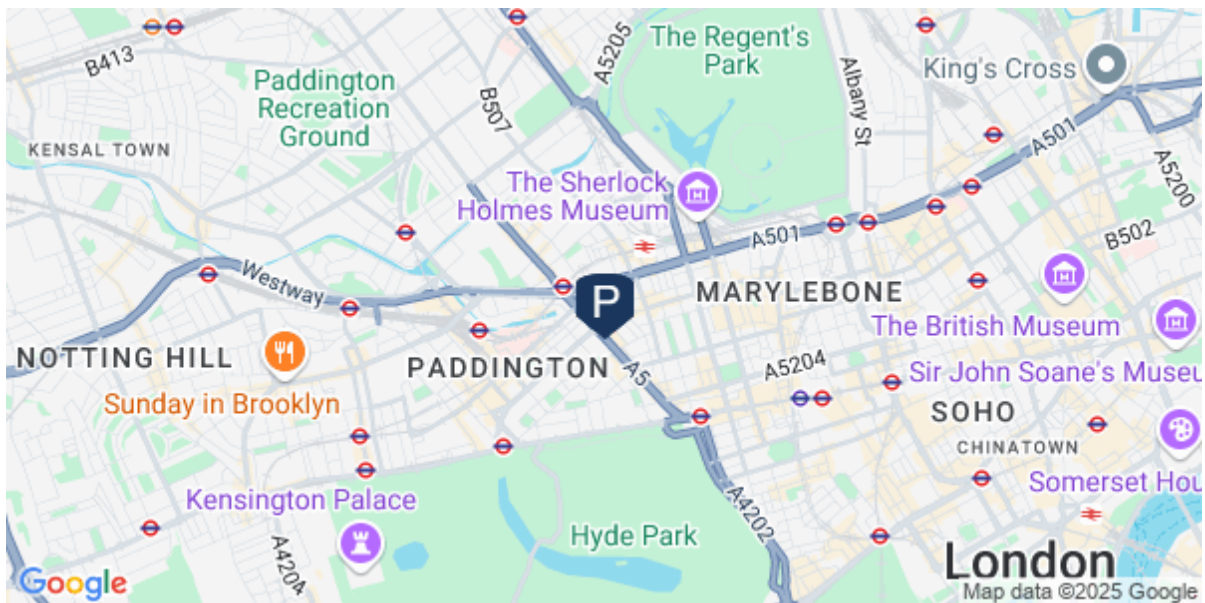 B413
A5205
The Regent's
Park
King's Cross
Paddington
Recreation
Ground
B507
Albany St
A501
KENSAL TOWN
A5200
The Sherlock
Holmes Museum
A501
B502
Westway
P
MARYLEBONE
The British Museum
NOTTING HILL
PADDINGTON
A5
A5204
Sir John Soane's Museu
Sunday in Brooklyn
SOHO
CHINATOWN
Kensington Palace
Somerset Hou
A4202
Hyde Park
A4204
London
Google
Map data ©2025 Google